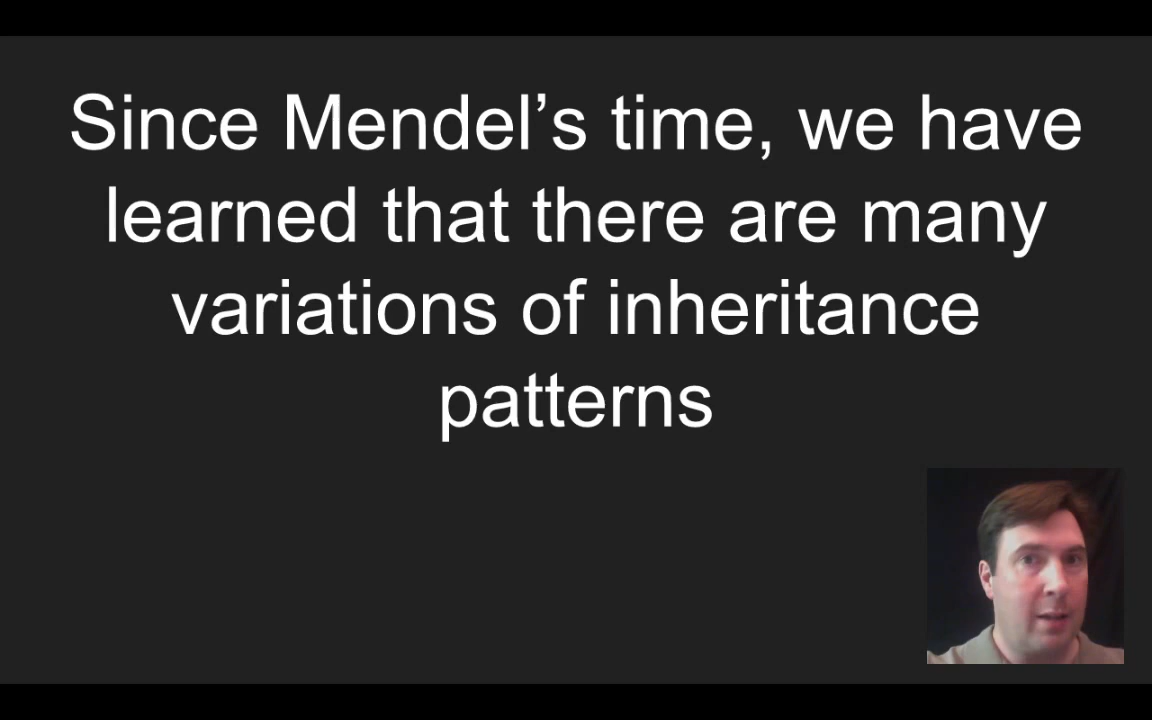 Since Mendel’s time, we have
learned that there are many
variations of inheritance
patterns